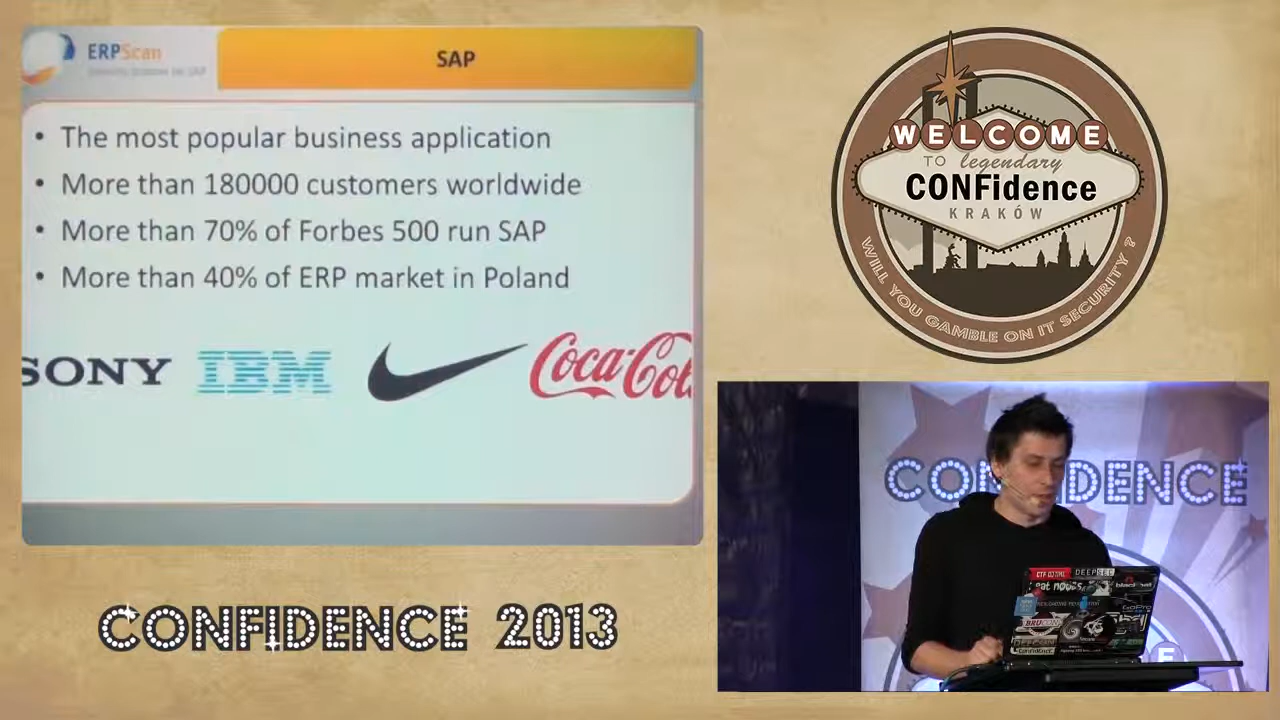 ERPScan
SAP
• The most popular business application
• More than 180000 customers worldwide
• More than 70% of Forbes 500 run SAP
• More than 40% of ERP market in Poland
SONY
IBM
Coca-Cola
WELCOME
TO legendary
CONFidence
KRAKÓW
WILL YOU GAMBLE ON IT SECURITY ?
CONFIDENCE
DEEPSEC
CONFIDENCE 2013